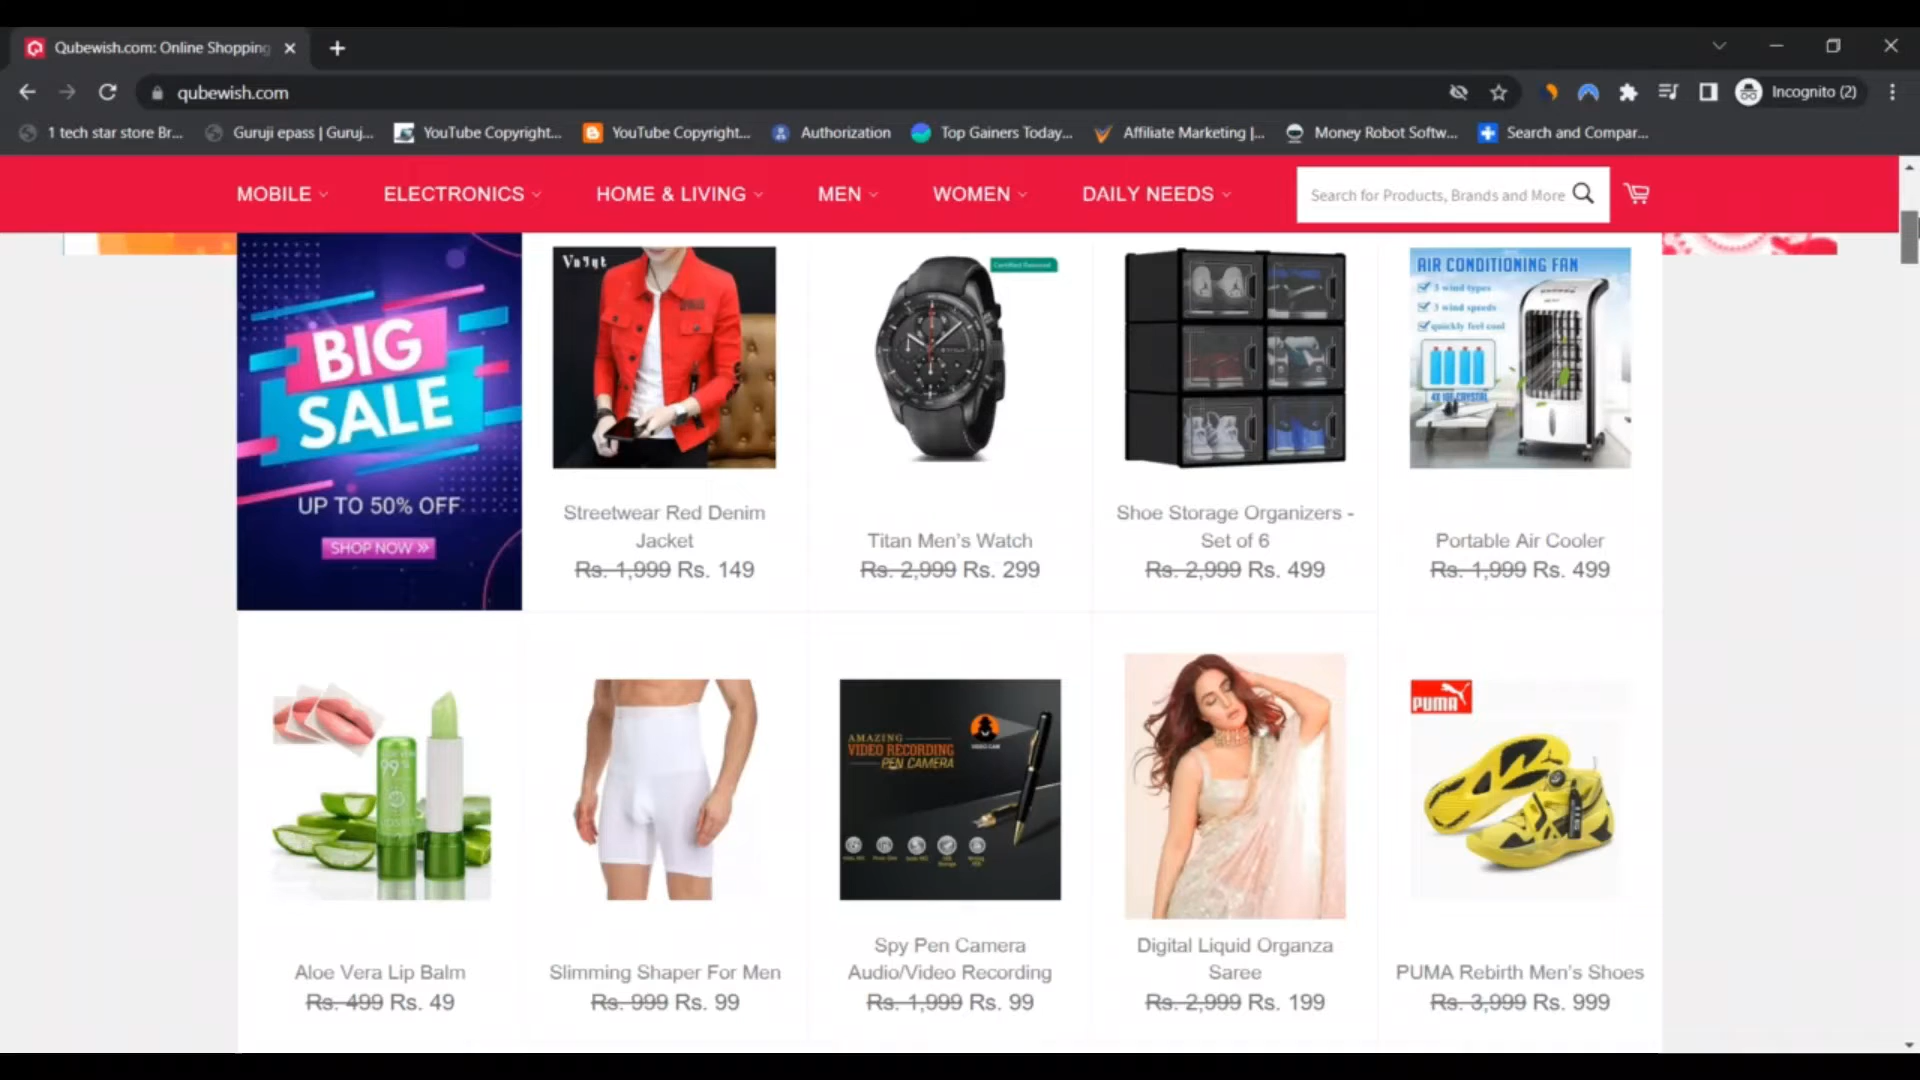 Qubewish.com: Online Shopping
qubewish.com
Incognito (2)
1 tech star store Br...
Guruji epass | Guruj...
YouTube Copyright...
YouTube Copyright...
Authorization
Top Gainers Today...
Affiliate Marketing |...
Money Robot Softw...
Search and Compar...
MOBILE
ELECTRONICS
HOME & LIVING
MEN
WOMEN
DAILY NEEDS
Search for Products, Brands and More
BIG
SALE
UP TO 50% OFF
SHOP NOW »
AIR CONDITIONING FAN
3 wind types
3 wind speeds
quickly feel cool
4X ICE CRYSTAL
Streetwear Red Denim
Jacket
Rs. 1,999 Rs. 149
Titan Men's Watch
Rs. 2,999 Rs. 299
Shoe Storage Organizers -
Set of 6
Rs. 2,999 Rs. 499
Portable Air Cooler
Rs. 1,999 Rs. 499
99%
AMAZING
VIDEO RECORDING
PEN CAMERA
VIDEO CAM
PUMA
Aloe Vera Lip Balm
Rs. 499 Rs. 49
Slimming Shaper For Men
Rs. 999 Rs. 99
Spy Pen Camera
Audio/Video Recording
Rs. 1,999 Rs. 99
Digital Liquid Organza
Saree
Rs. 2,999 Rs. 199
PUMA Rebirth Men's Shoes
Rs. 3,999 Rs. 999